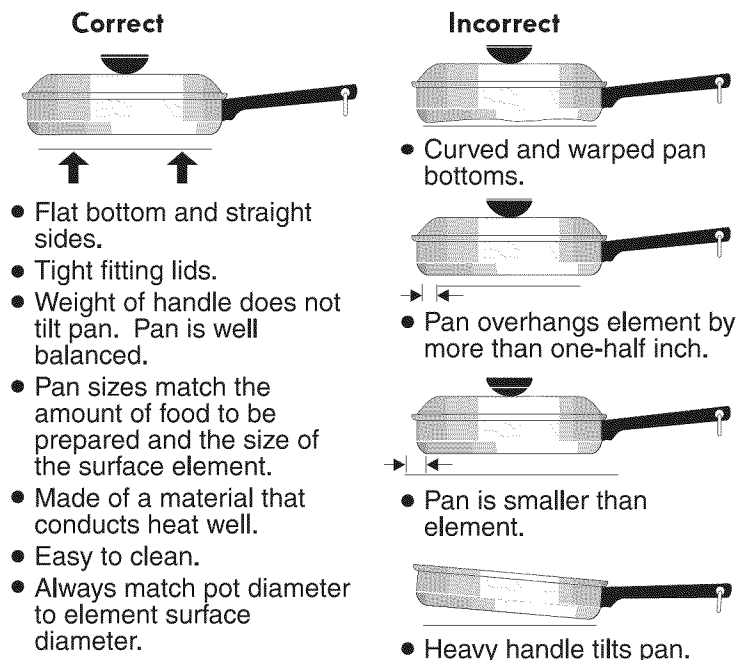 Correct
● Flat bottom and straight
sides.
● Tight fitting lids.
● Weight of handle does not
tilt pan. Pan is well
balanced.
● Pan sizes match the
amount of food to be
prepared and the size of
the surface element.
● Made of a material that
conducts heat well.
● Easy to clean.
● Always match pot diameter
to element surface
diameter.
Incorrect
● Curved and warped pan
bottoms.
● Pan overhangs element by
more than one-half inch.
● Pan is smaller than
element.
● Heavy handle tilts pan.